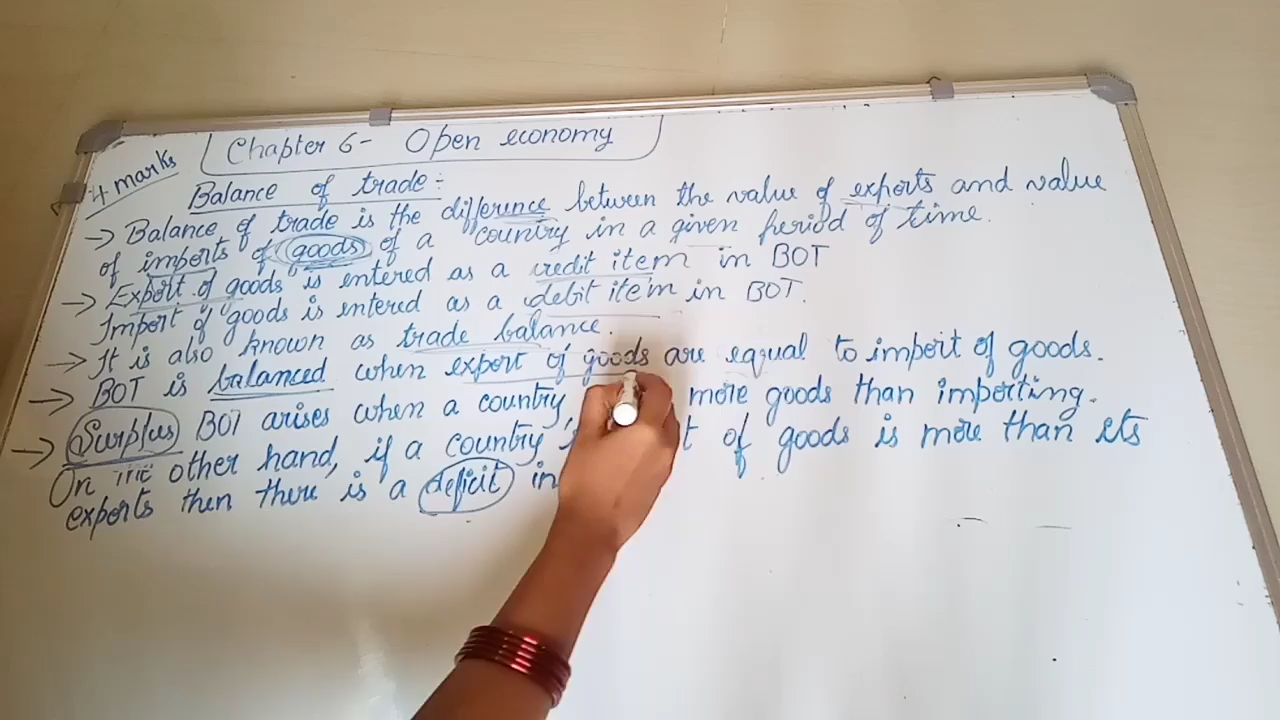 Chapter 6- Open economy
4 marks
Balance of trade:
→ Balance of trade is the difference between the value of exports and value
of imports of goods of a country in a given period of time.
→ Export of goods is entered as a credit item in BOT
Import of goods is entered as a debit item in BOT.
→ It is also known as trade balance.
→ BOT is balanced when export of goods are equal to import of goods.
→ Surplus BOT arises when a country more goods than importing.
On the other hand, if a country of goods is more than its
exports then there is a deficit in